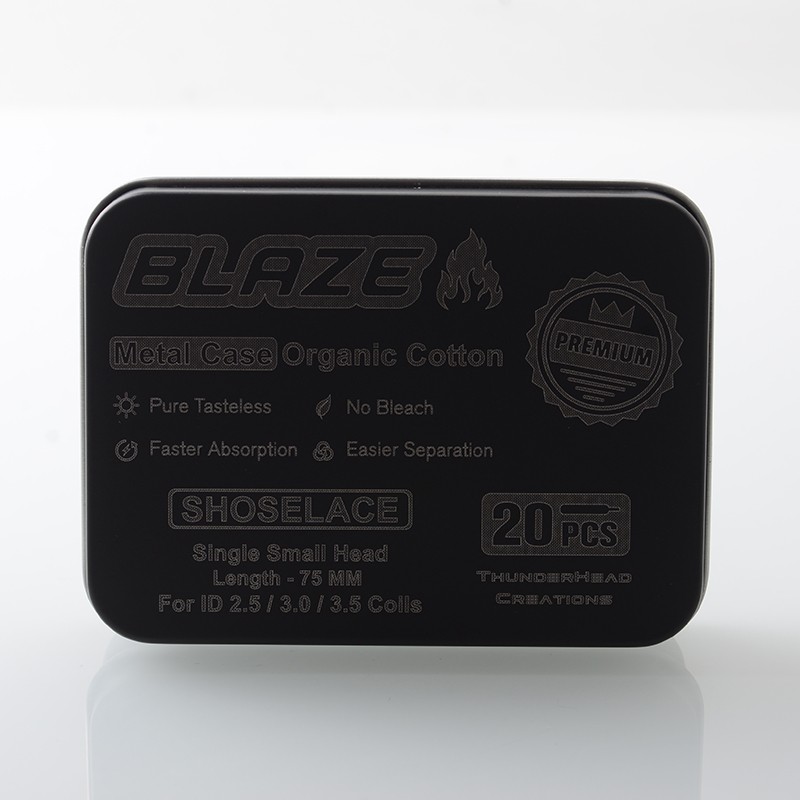 BLAZE
PREMIUM
Metal Case Organic Cotton
Pure Tasteless
No Bleach
Faster Absorption
Easier Separation
SHOSELACE
Single Small Head
Length - 75 MM
For ID 2.5 / 3.0 / 3.5 Coils
20 PCS
THUNDERHEAD
CREATIONS